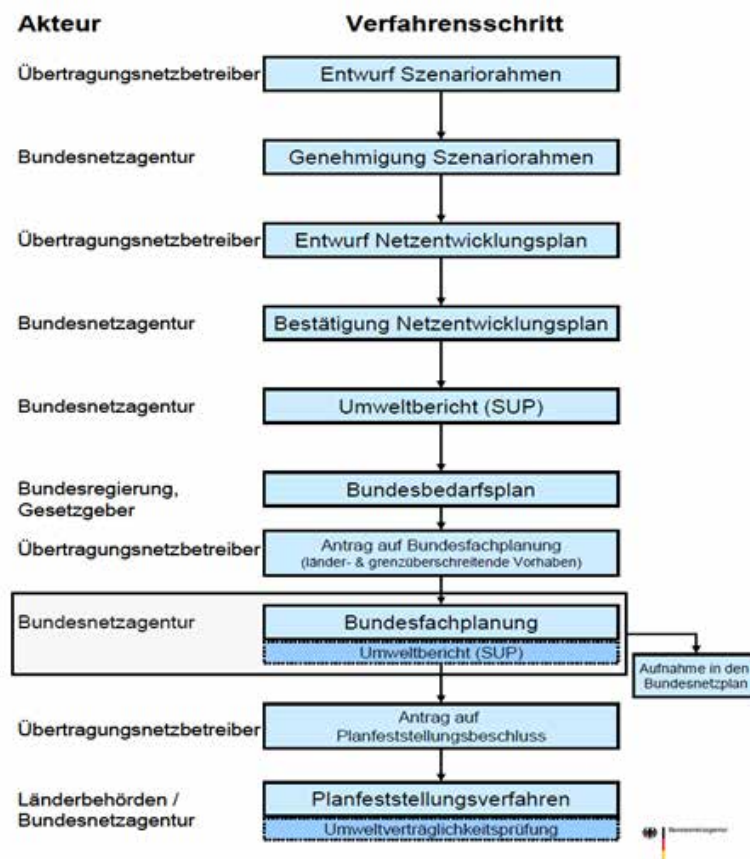 Akteur Verfahrensschritt
Übertragungsnetzbetreiber Entwurf Szenariorahmen
Bundesnetzagentur Genehmigung Szenariorahmen
Übertragungsnetzbetreiber Entwurf Netzentwicklungsplan
Bundesnetzagentur Bestätigung Netzentwicklungsplan
Bundesnetzagentur Umweltbericht (SUP)
Bundesregierung,
Gesetzgeber
Bundesbedarfsplan
Übertragungsnetzbetreiber
Antrag auf Bundesfachplanung
(länder- & grenzüberschreitende Vorhaben)
Bundesnetzagentur Bundesfachplanung
Umweltbericht (SUP)
Aufnahme in den
Bundesnetzplan
Übertragungsnetzbetreiber
Antrag auf
Planfeststellungsbeschluss
Länderbehörden /
Bundesnetzagentur
Planfeststellungsverfahren
Umweltverträglichkeitsprüfung
Bundesnetzagentur